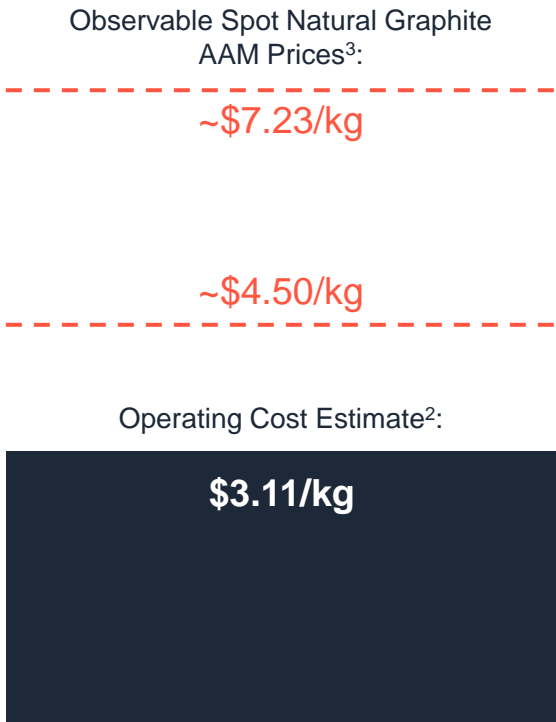 Observable Spot Natural Graphite
AAM Prices³:
~$7.23/kg
~$4.50/kg
Operating Cost Estimate²:
$3.11/kg